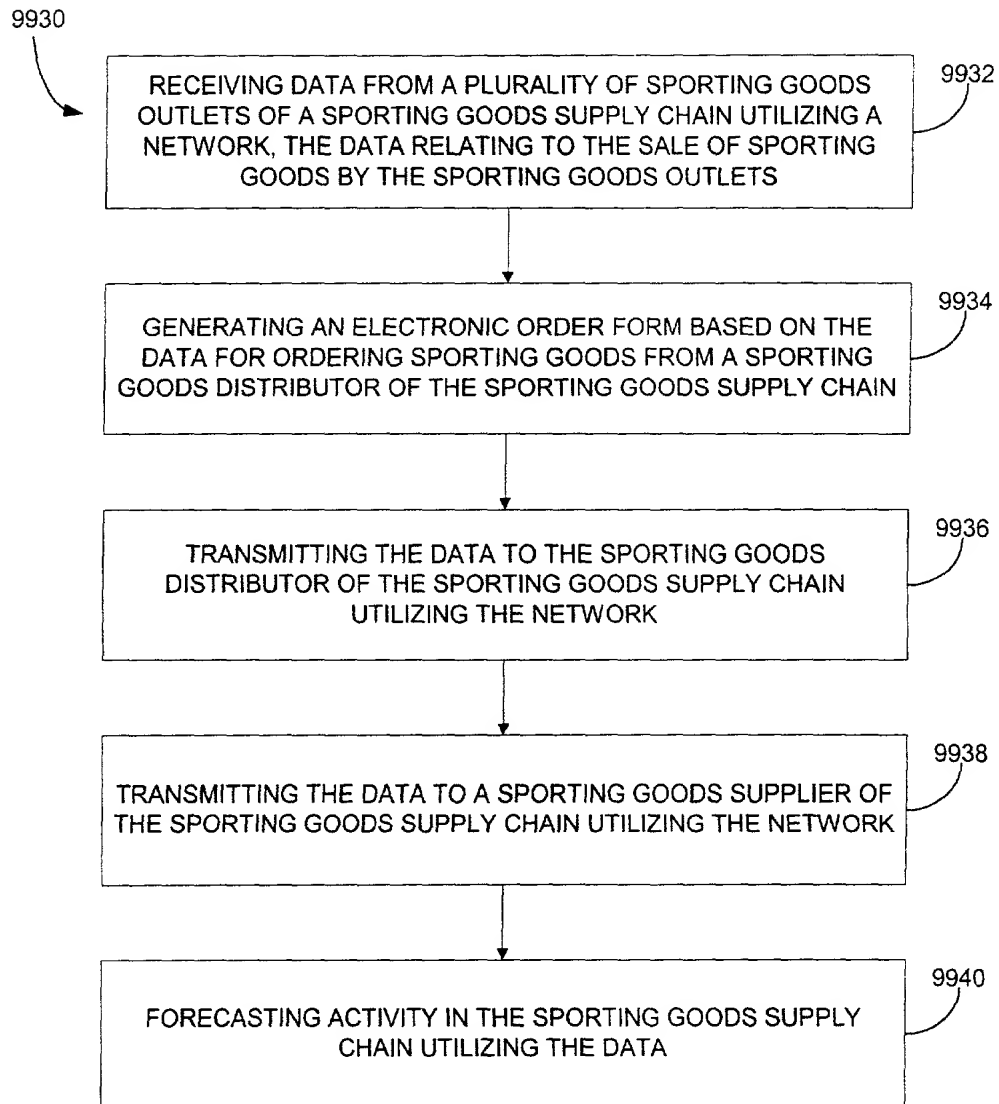 9930
RECEIVING DATA FROM A PLURALITY OF SPORTING GOODS
OUTLETS OF A SPORTING GOODS SUPPLY CHAIN UTILIZING A
NETWORK, THE DATA RELATING TO THE SALE OF SPORTING
GOODS BY THE SPORTING GOODS OUTLETS
9932
GENERATING AN ELECTRONIC ORDER FORM BASED ON THE
DATA FOR ORDERING SPORTING GOODS FROM A SPORTING
GOODS DISTRIBUTOR OF THE SPORTING GOODS SUPPLY CHAIN
9934
TRANSMITTING THE DATA TO THE SPORTING GOODS
DISTRIBUTOR OF THE SPORTING GOODS SUPPLY CHAIN
UTILIZING THE NETWORK
9936
TRANSMITTING THE DATA TO A SPORTING GOODS SUPPLIER OF
THE SPORTING GOODS SUPPLY CHAIN UTILIZING THE NETWORK
9938
FORECASTING ACTIVITY IN THE SPORTING GOODS SUPPLY
CHAIN UTILIZING THE DATA
9940